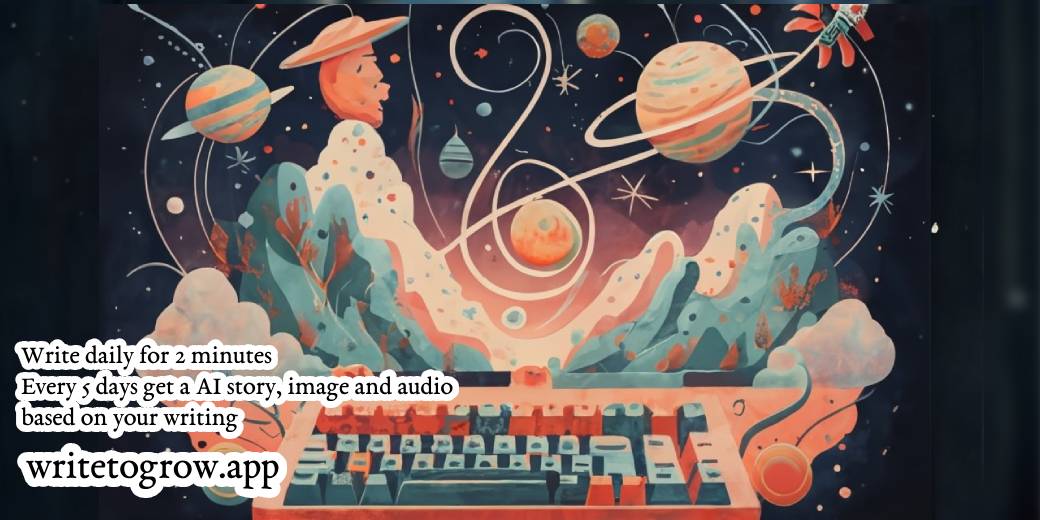 Write daily for 2 minutes
Every 5 days get a AI story, image and audio
based on your writing
writetogrow.app